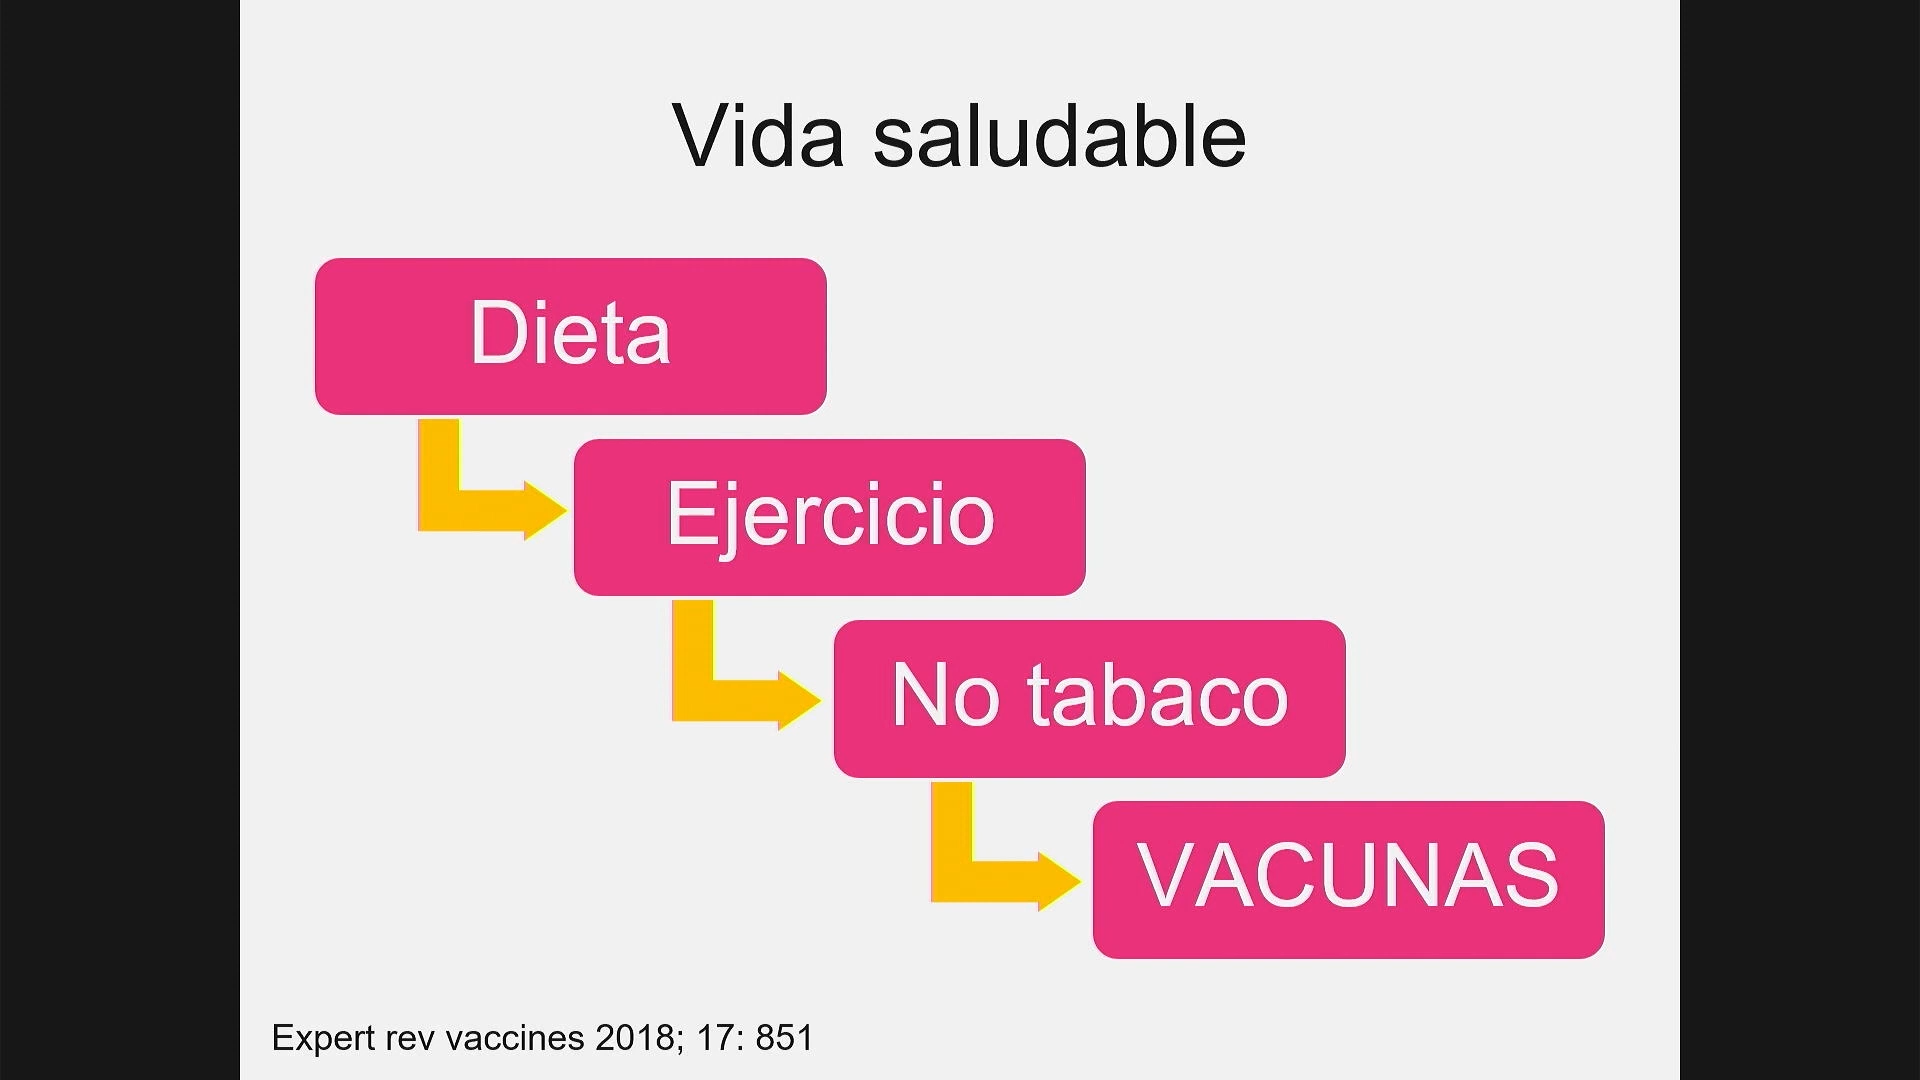 Vida saludable
Dieta
Ejercicio
No tabaco
VACUNAS
Expert rev vaccines 2018; 17: 851